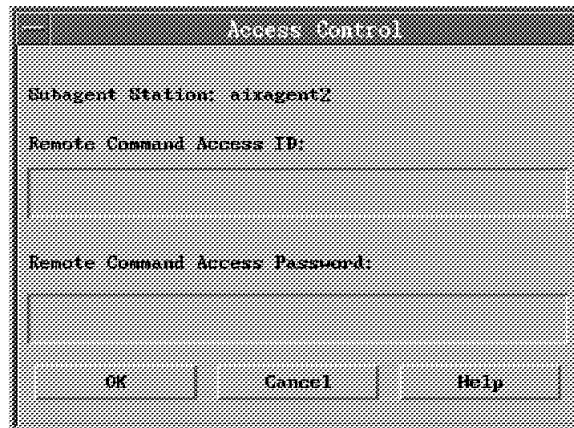 Access Control
Subagent Station: aixagent2
Remote Command Access ID:
Remote Command Access Password:
OK Cancel Help